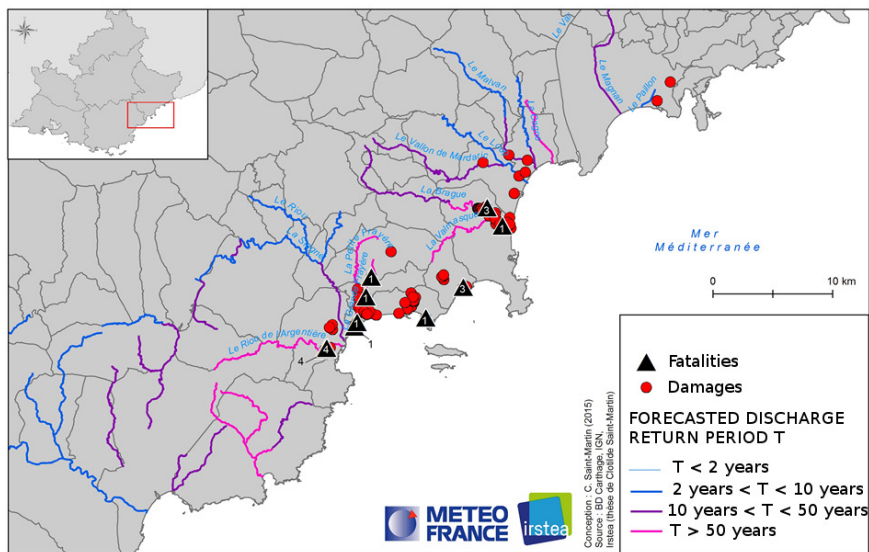 Le Var
Le Malvan
Le Magnan
Le Paillon
Le Loup
Le Vallon de Mardaric
La Brague
Mer
Méditerranée
La Valmasque
Le Riou
La Siagne
0
10 km
Le Riou de l'Argentière
3
1
1
3
1
1
1
1
4
4
Fatalities
Damages
FORECASTED DISCHARGE
RETURN PERIOD T
T < 2 years
2 years < T < 10 years
10 years < T < 50 years
T > 50 years
METEO
FRANCE
irstea
Conception : C. Saint-Martin (2015)
Source : BD Carthage, IGN,
Irstea (thèse de Clotilde Saint-Martin)